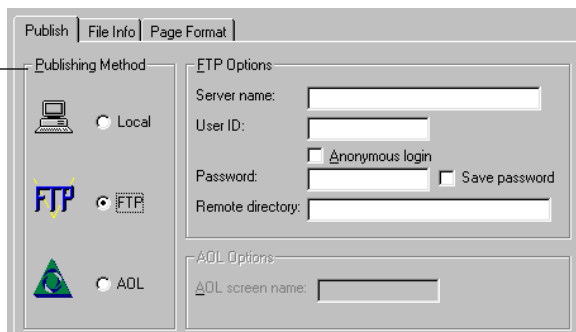 Publish File Info Page Format
Publishing Method
Local
FTP FTP
AOL
FTP Options
Server name:
User ID:
Anonymous login
Password: Save password
Remote directory:
AOL Options
AOL screen name: